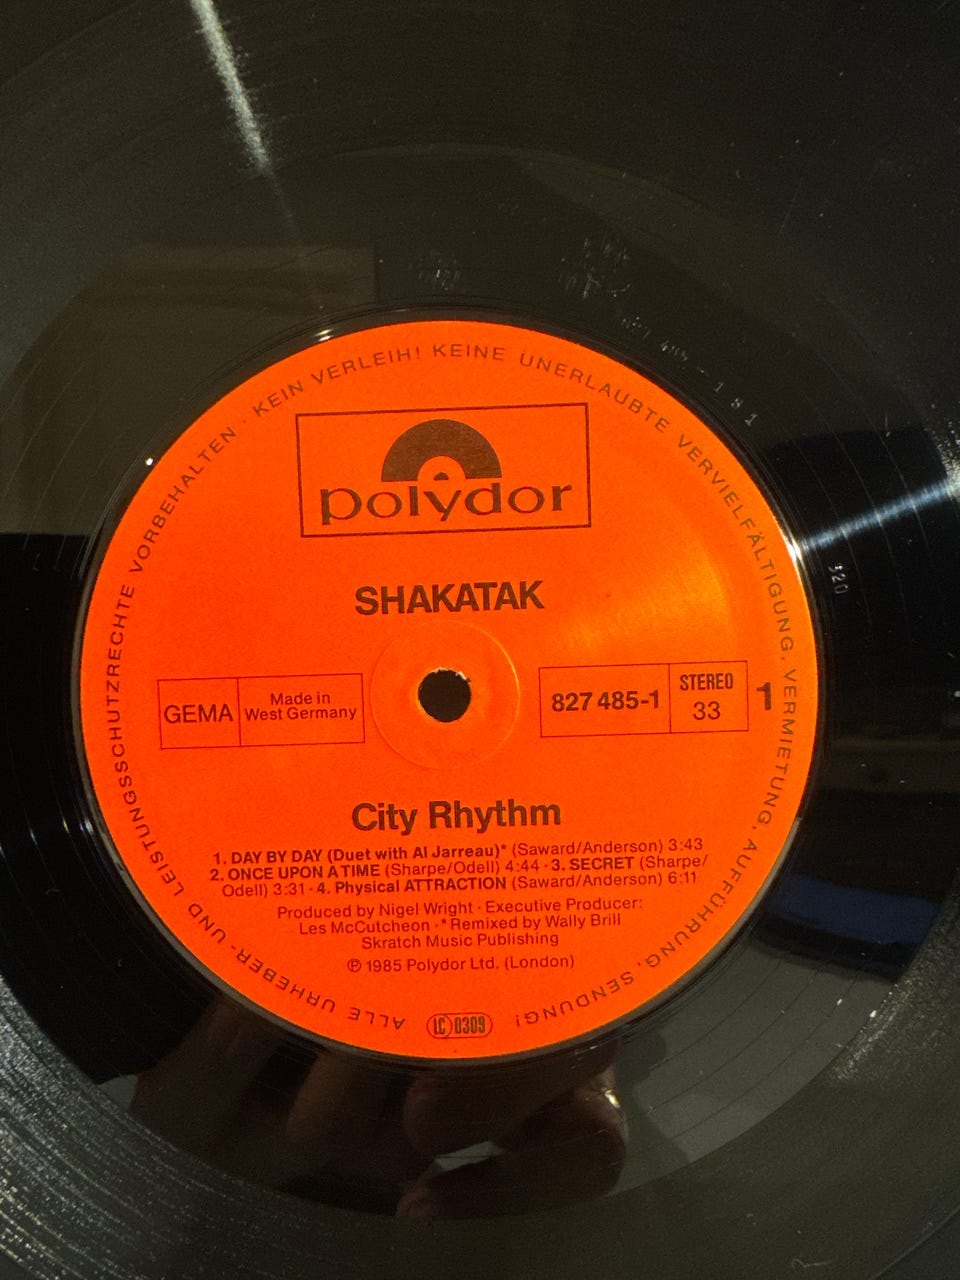 ALLE URHEBER- UND LEISTUNGSSCHUTZRECHTE VORBEHALTEN · KEIN VERLEIH! KEINE UNERLAUBTE VERVIELFÄLTIGUNG, VERMIETUNG, AUFFÜHRUNG, SENDUNG!
polydor
SHAKATAK
GEMA
Made in
West Germany
827 485-1
STEREO
33
1
City Rhythm
1. DAY BY DAY (Duet with Al Jarreau)* (Saward/Anderson) 3:43
2. ONCE UPON A TIME (Sharpe/Odell) 4:44 · 3. SECRET (Sharpe/
Odell) 3:31 · 4. Physical ATTRACTION (Saward/Anderson) 6:11
Produced by Nigel Wright · Executive Producer:
Les McCutcheon · * Remixed by Wally Brill
Skratch Music Publishing
℗ 1985 Polydor Ltd. (London)
LC 0309
320